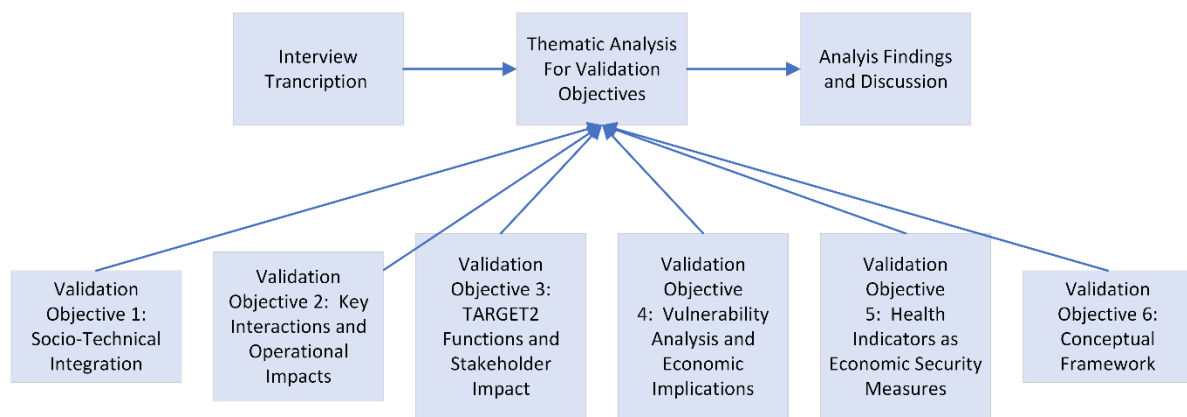 Interview
Trancription
Thematic Analysis
For Validation
Objectives
Analyis Findings
and Discussion
Validation
Objective 1:
Socio-Technical
Integration
Validation
Objective 2:  Key
Interactions and
Operational
Impacts
Validation
Objective 3:
TARGET2
Functions and
Stakeholder
Impact
Validation
Objective
4:  Vulnerability
Analysis and
Economic
Implications
Validation
Objective
5:  Health
Indicators as
Economic Security
Measures
Validation
Objective 6:
Conceptual
Framework